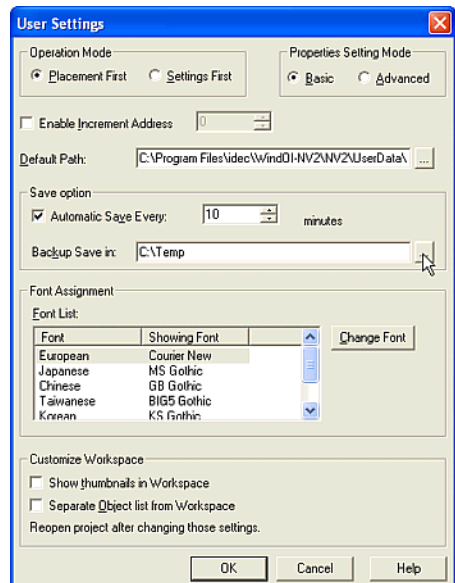 User Settings
Operation Mode
Placement First Settings First
Properties Setting Mode
Basic Advanced
Enable Increment Address 0
Default Path: C:\Program Files\idec\WindOI-NV2\NV2\UserData\ ...
Save option
Automatic Save Every: 10 minutes
Backup Save in: C:\Temp
Font Assignment
Font List:
Font Showing Font
European Courier New
Japanese MS Gothic
Chinese GB Gothic
Taiwanese BIG5 Gothic
Korean KS Gothic
Change Font
Customize Workspace
Show thumbnails in Workspace
Separate Object list from Workspace
Reopen project after changing those settings.
OK Cancel Help